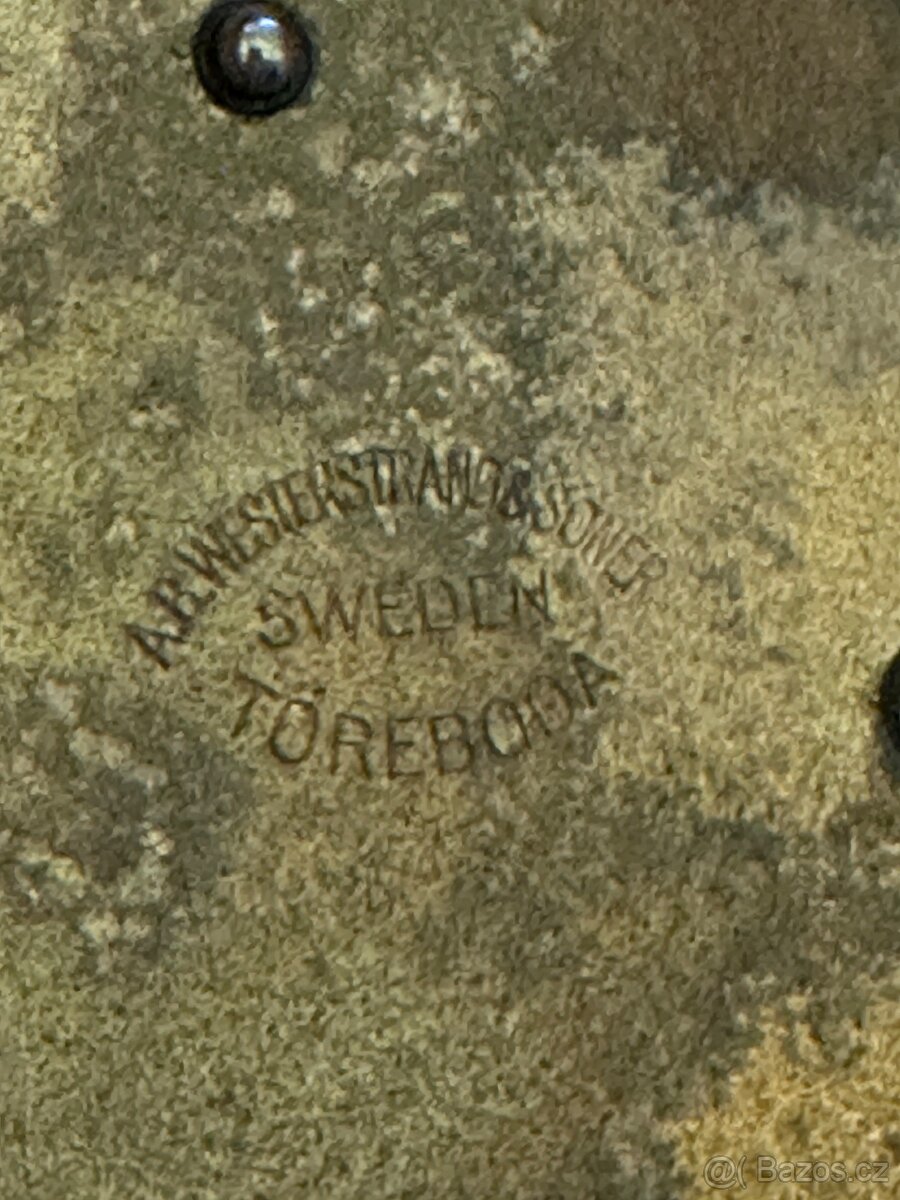 A.B. WESTERSTRAND & SÖNER
SWEDEN
TÖREBODA
@( Bazos.cz